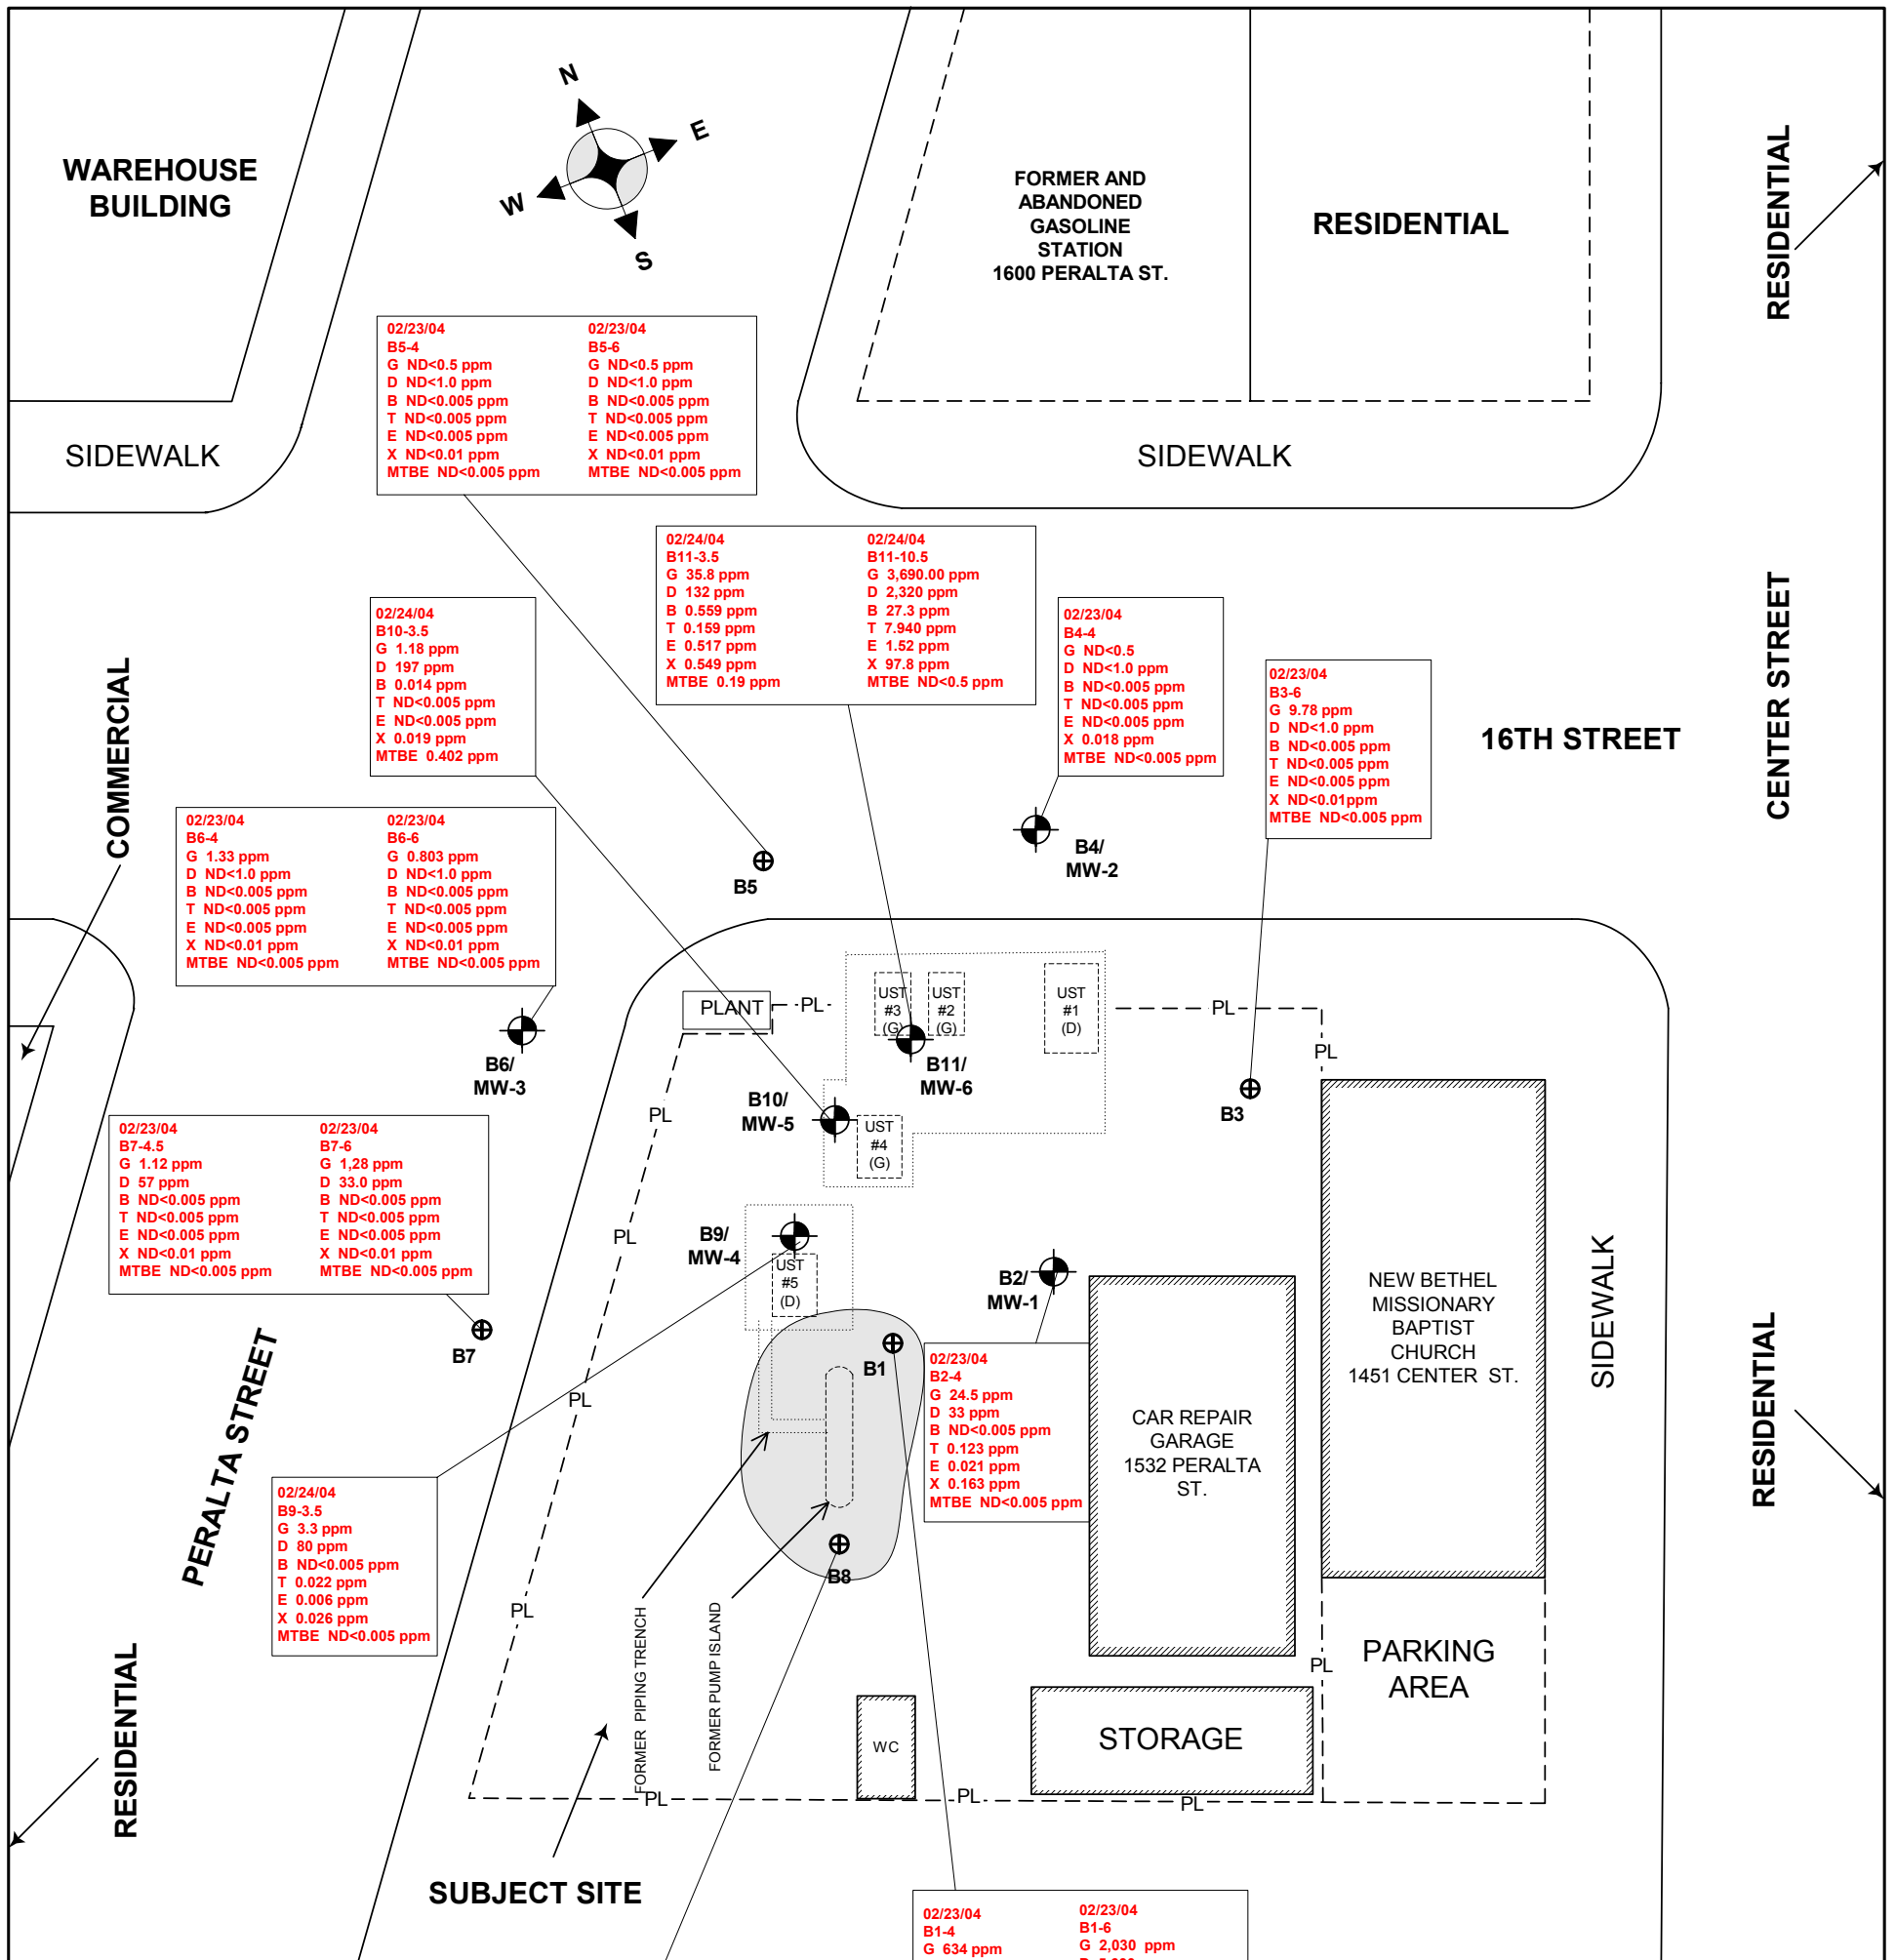 N
E
W
S
WAREHOUSE
BUILDING
FORMER AND
ABANDONED
GASOLINE
STATION
1600 PERALTA ST.
RESIDENTIAL
RESIDENTIAL
SIDEWALK
SIDEWALK
02/23/04
B5-4
G ND<0.5 ppm
D ND<1.0 ppm
B ND<0.005 ppm
T ND<0.005 ppm
E ND<0.005 ppm
X ND<0.01 ppm
MTBE ND<0.005 ppm
02/23/04
B5-6
G ND<0.5 ppm
D ND<1.0 ppm
B ND<0.005 ppm
T ND<0.005 ppm
E ND<0.005 ppm
X ND<0.01 ppm
MTBE ND<0.005 ppm
02/24/04
B11-3.5
G 35.8 ppm
D 132 ppm
B 0.559 ppm
T 0.159 ppm
E 0.517 ppm
X 0.549 ppm
MTBE 0.19 ppm
02/24/04
B11-10.5
G 3,690.00 ppm
D 2,320 ppm
B 27.3 ppm
T 7.940 ppm
E 1.52 ppm
X 97.8 ppm
MTBE ND<0.5 ppm
02/24/04
B10-3.5
G 1.18 ppm
D 197 ppm
B 0.014 ppm
T ND<0.005 ppm
E ND<0.005 ppm
X 0.019 ppm
MTBE 0.402 ppm
02/23/04
B4-4
G ND<0.5
D ND<1.0 ppm
B ND<0.005 ppm
T ND<0.005 ppm
E ND<0.005 ppm
X 0.018 ppm
MTBE ND<0.005 ppm
02/23/04
B3-6
G 9.78 ppm
D ND<1.0 ppm
B ND<0.005 ppm
T ND<0.005 ppm
E ND<0.005 ppm
X ND<0.01ppm
MTBE ND<0.005 ppm
16TH STREET
CENTER STREET
COMMERCIAL
02/23/04
B6-4
G 1.33 ppm
D ND<1.0 ppm
B ND<0.005 ppm
T ND<0.005 ppm
E ND<0.005 ppm
X ND<0.01 ppm
MTBE ND<0.005 ppm
02/23/04
B6-6
G 0.803 ppm
D ND<1.0 ppm
B ND<0.005 ppm
T ND<0.005 ppm
E ND<0.005 ppm
X ND<0.01 ppm
MTBE ND<0.005 ppm
B4/
MW-2
B5
PLANT
PL
UST
#3
(G)
UST
#2
(G)
UST
#1
(D)
PL
PL
B6/
MW-3
B11/
MW-6
B10/
MW-5
UST
#4
(G)
B3
PL
02/23/04
B7-4.5
G 1.12 ppm
D 57 ppm
B ND<0.005 ppm
T ND<0.005 ppm
E ND<0.005 ppm
X ND<0.01 ppm
MTBE ND<0.005 ppm
02/23/04
B7-6
G 1,28 ppm
D 33.0 ppm
B ND<0.005 ppm
T ND<0.005 ppm
E ND<0.005 ppm
X ND<0.01 ppm
MTBE ND<0.005 ppm
PL
B9/
MW-4
UST
#5
(D)
B2/
MW-1
B7
B1
PL
NEW BETHEL
MISSIONARY
BAPTIST
CHURCH
1451 CENTER ST.
SIDEWALK
RESIDENTIAL
02/23/04
B2-4
G 24.5 ppm
D 33 ppm
B ND<0.005 ppm
T 0.123 ppm
E 0.021 ppm
X 0.163 ppm
MTBE ND<0.005 ppm
CAR REPAIR
GARAGE
1532 PERALTA
ST.
PERALTA STREET
02/24/04
B9-3.5
G 3.3 ppm
D 80 ppm
B ND<0.005 ppm
T 0.022 ppm
E 0.006 ppm
X 0.026 ppm
MTBE ND<0.005 ppm
B8
PL
FORMER PIPING TRENCH
FORMER PUMP ISLAND
RESIDENTIAL
PL
PARKING
AREA
WC
STORAGE
PL
PL
PL
SUBJECT SITE
02/23/04
B1-4
G 634 ppm
02/23/04
B1-6
G 2,030 ppm